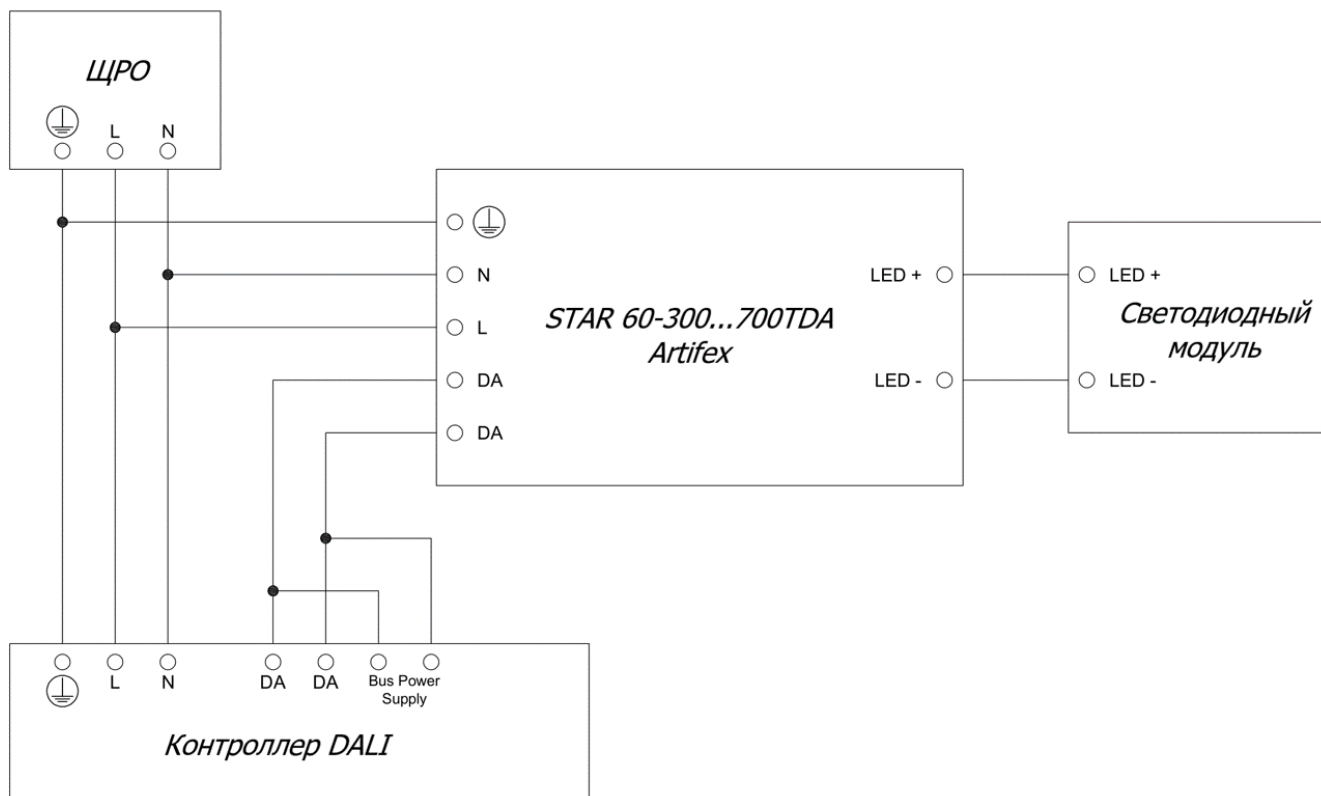 ЩРО
L N
N
L
DA
DA
STAR 60-300...700TDA
Artifex
LED +
LED -
LED +
LED -
Светодиодный
модуль
L N DA DA Bus Power
Supply
Контроллер DALI